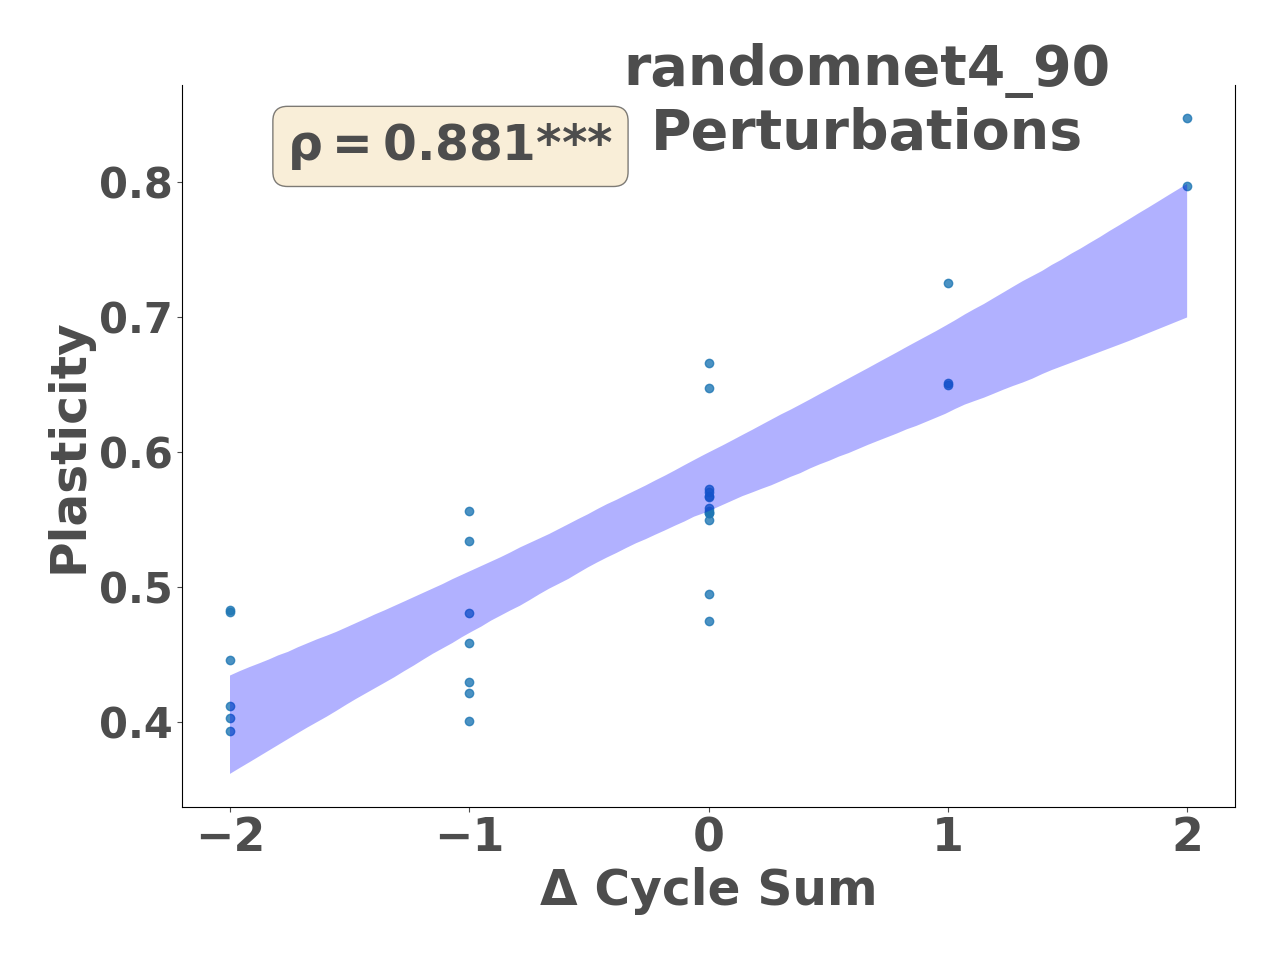 randomnet4_90
Perturbations
ρ = 0.881***
0.8
0.7
0.6
0.5
0.4
Plasticity
−2 −1 0 1 2
Δ Cycle Sum